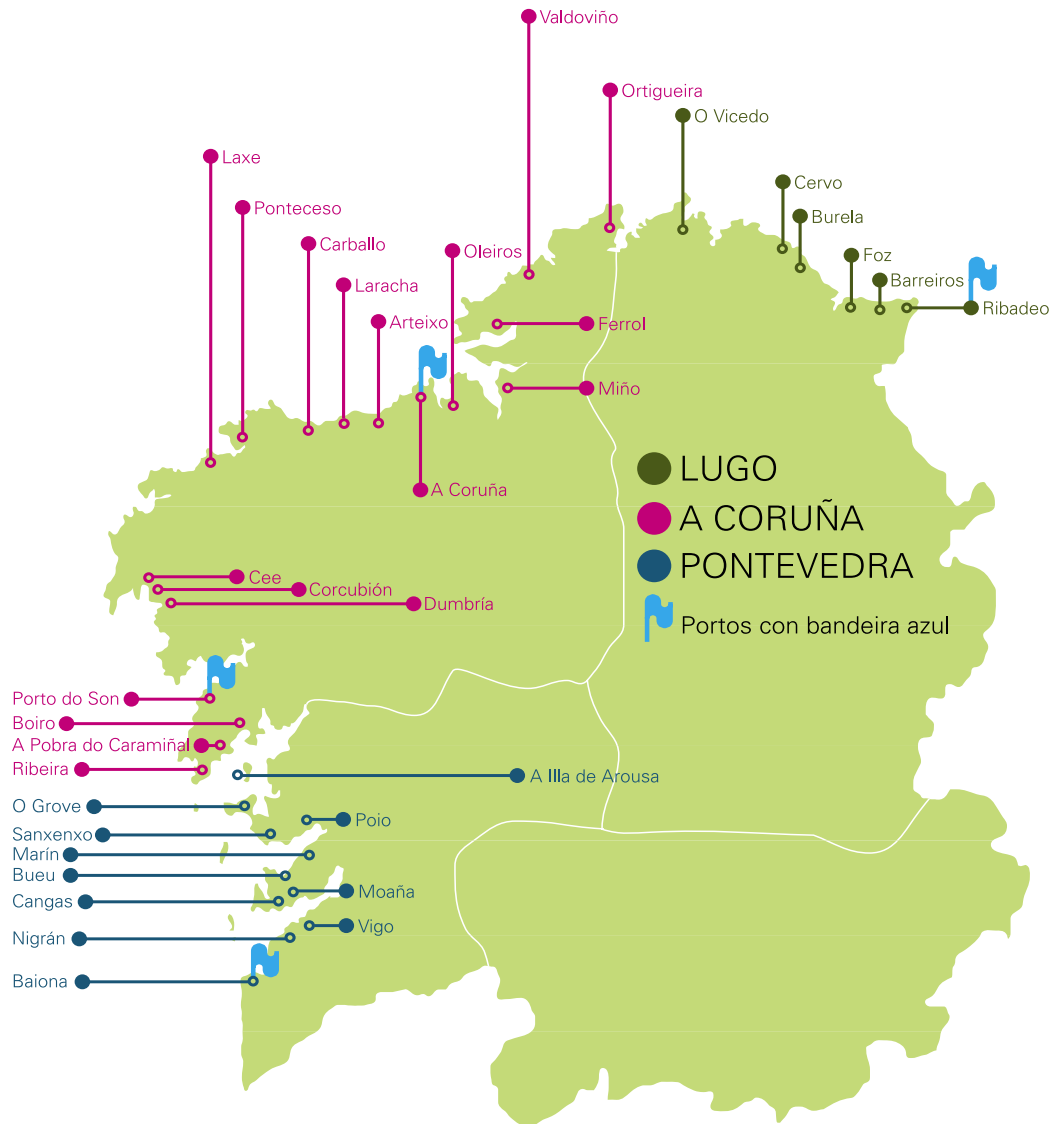 Valdoviño
Ortigueira
O Vicedo
Laxe
Cervo
Ponteceso
Burela
Carballo
Oleiros
Foz
Laracha
Barreiros
Ribadeo
Arteixo
Ferrol
Miño
LUGO
A Coruña
A CORUÑA
PONTEVEDRA
Cee
Corcubión
Dumbría
Portos con bandeira azul
Porto do Son
Boiro
A Pobra do Caramiñal
Ribeira
A Illa de Arousa
O Grove
Poio
Sanxenxo
Marín
Bueu
Moaña
Cangas
Vigo
Nigrán
Baiona